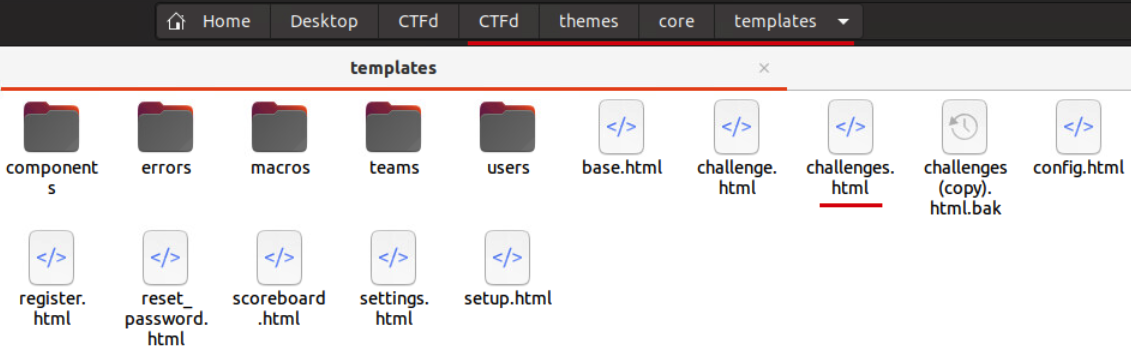 Home Desktop CTFd CTFd themes core templates
templates ×
components errors macros teams users base.html challenge.html challenges.html challenges (copy).html.bak config.html
register.html reset_password.html scoreboard.html settings.html setup.html